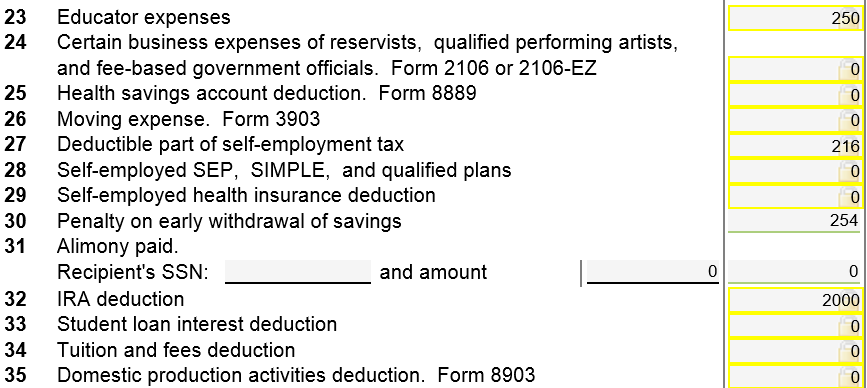 23 Educator expenses 250
24 Certain business expenses of reservists, qualified performing artists,
and fee-based government officials. Form 2106 or 2106-EZ 0
25 Health savings account deduction. Form 8889 0
26 Moving expense. Form 3903 0
27 Deductible part of self-employment tax 216
28 Self-employed SEP, SIMPLE, and qualified plans 0
29 Self-employed health insurance deduction 0
30 Penalty on early withdrawal of savings 254
31 Alimony paid.
Recipient's SSN: and amount 0 0
32 IRA deduction 2000
33 Student loan interest deduction 0
34 Tuition and fees deduction 0
35 Domestic production activities deduction. Form 8903 0